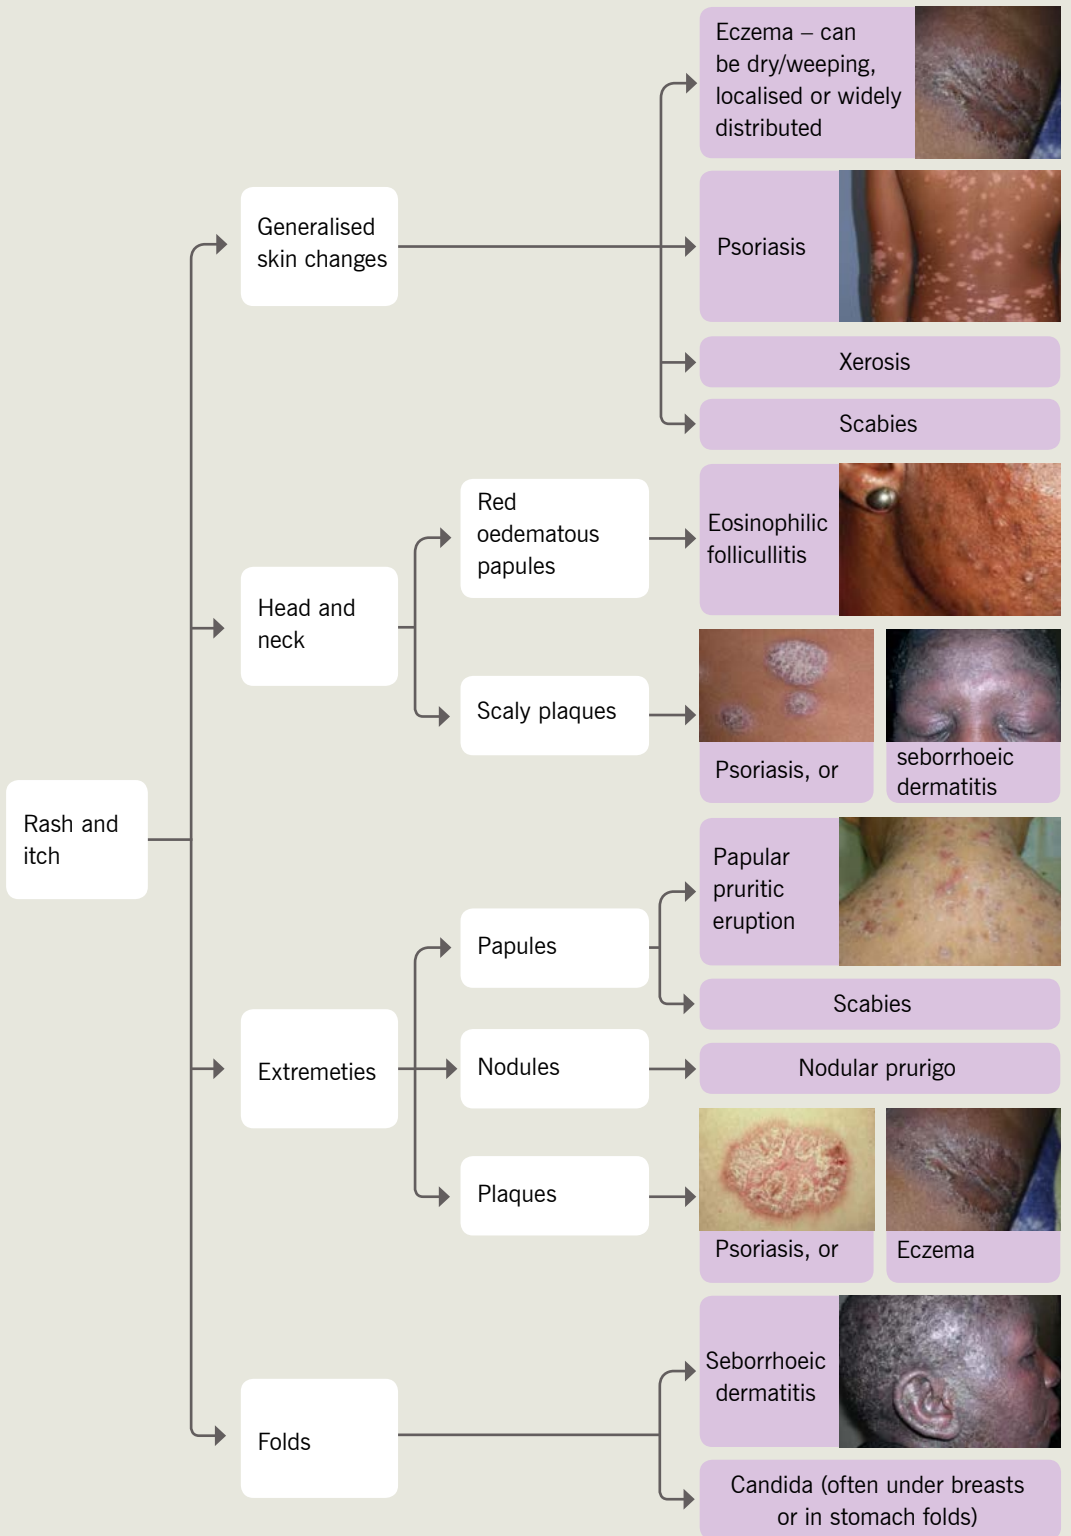 Rash and
itch
Generalised
skin changes
Eczema – can
be dry/weeping,
localised or widely
distributed
Psoriasis
Xerosis
Scabies
Head and
neck
Red
oedematous
papules
Eosinophilic
follicullitis
Scaly plaques
Psoriasis, or
seborrhoeic
dermatitis
Extremeties
Papules
Papular
pruritic
eruption
Scabies
Nodules
Nodular prurigo
Plaques
Psoriasis, or
Eczema
Folds
Seborrhoeic
dermatitis
Candida (often under breasts
or in stomach folds)